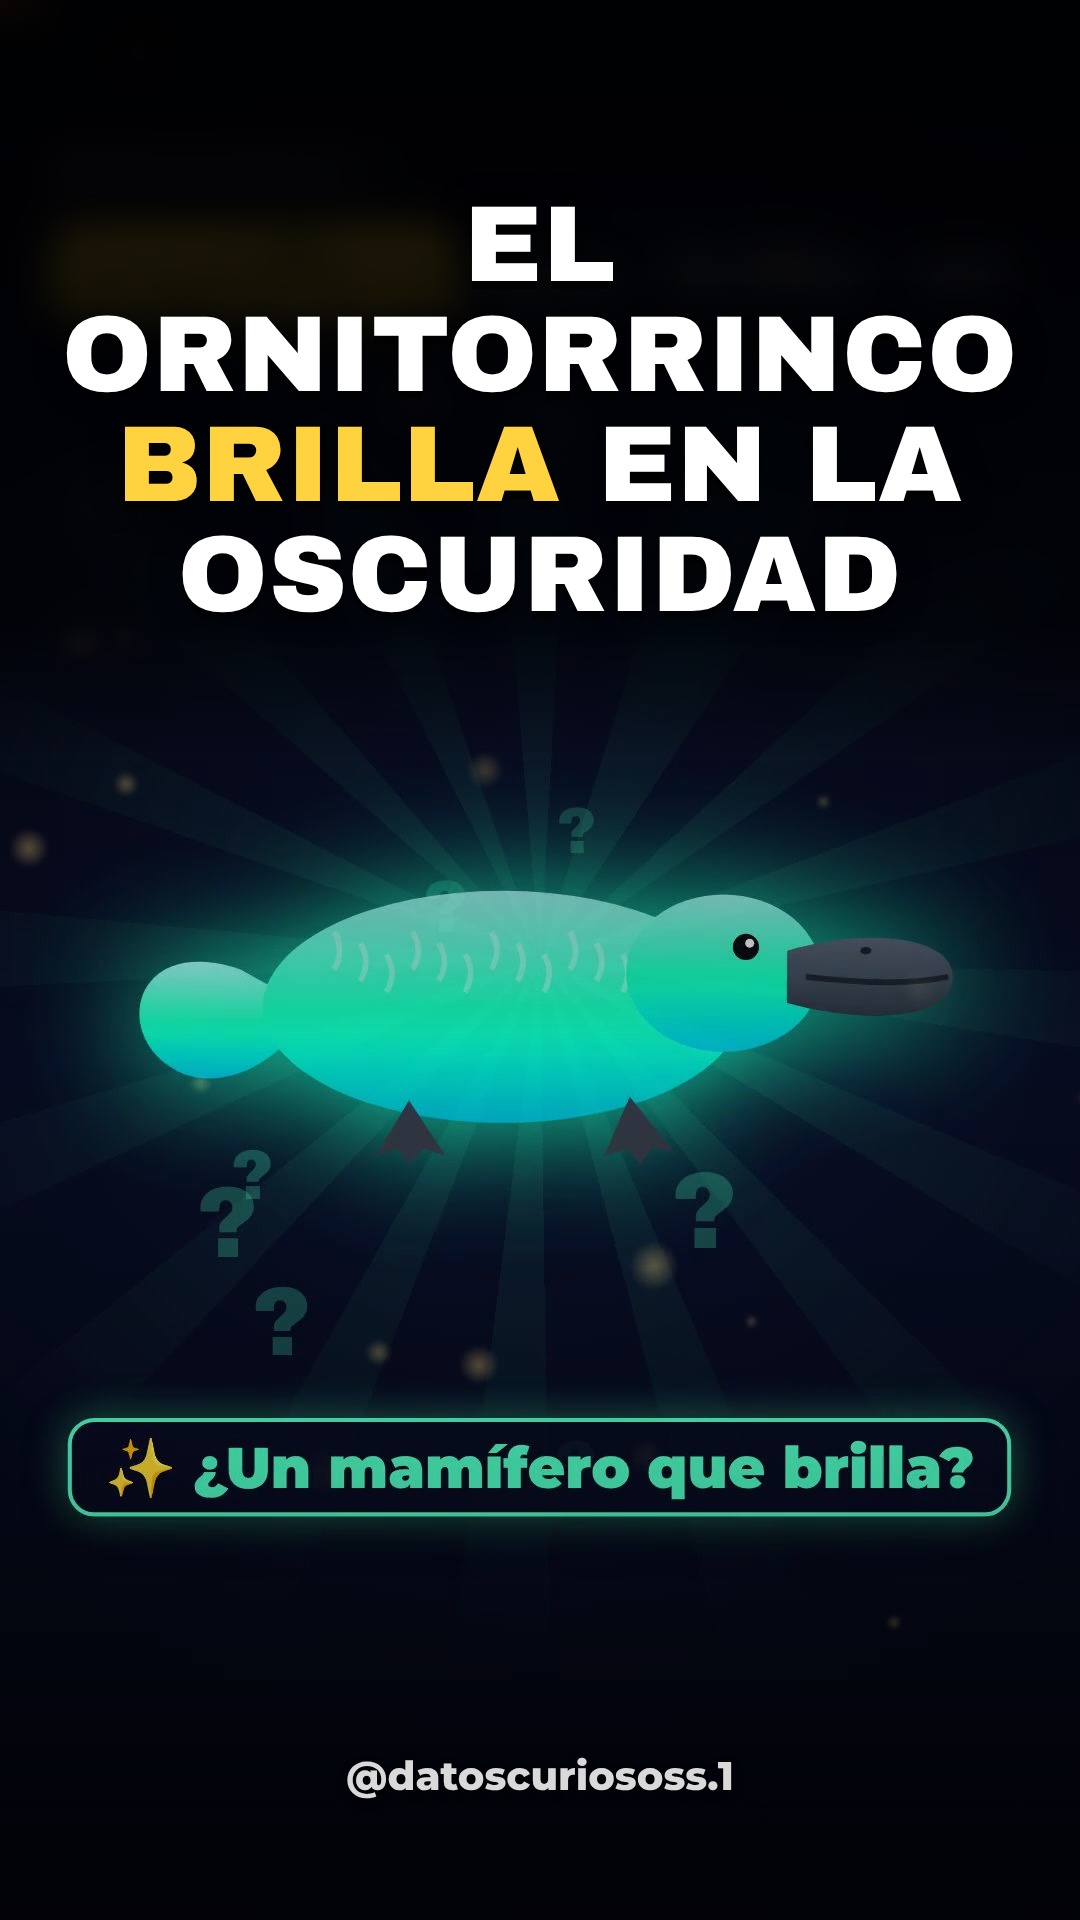 EL
ORNITORRINCO
BRILLA EN LA
OSCURIDAD
?
?
?
?
?
?
✨ ¿Un mamífero que brilla?
@datoscuriososs.1